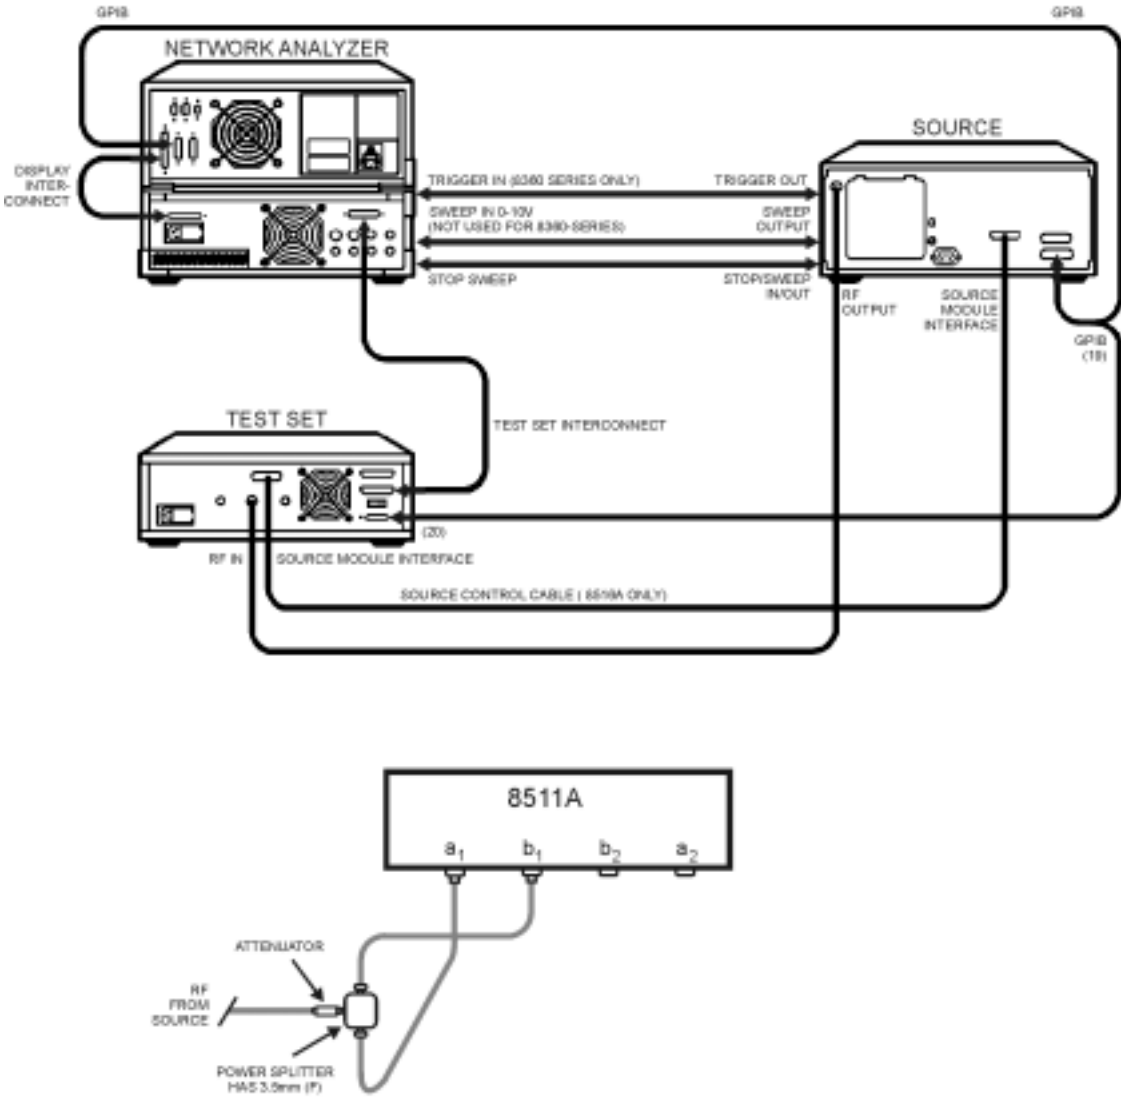 GPIB
GPIB
NETWORK ANALYZER
SOURCE
DISPLAY
INTER-
CONNECT
TRIGGER IN (8360 SERIES ONLY)
TRIGGER OUT
SWEEP IN 0-10V
(NOT USED FOR 8360-SERIES)
SWEEP
OUTPUT
STOP SWEEP
STOP/SWEEP
IN/OUT
RF
OUTPUT
SOURCE
MODULE
INTERFACE
GPIB
(19)
TEST SET
TEST SET INTERCONNECT
(20)
RF IN
SOURCE MODULE INTERFACE
SOURCE CONTROL CABLE ( 8516A ONLY)
8511A
a1
b1
b2
a2
ATTENUATOR
RF
FROM
SOURCE
POWER SPLITTER
HAS 3.5mm (F)